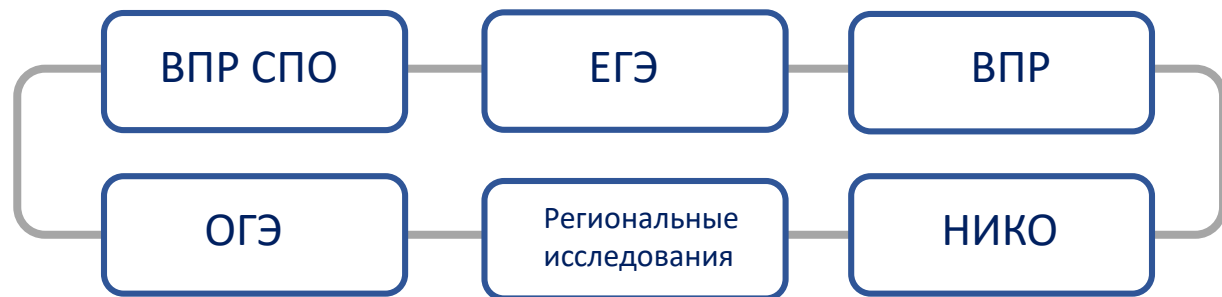 ВПР СПО
ЕГЭ
ВПР
ОГЭ
Региональные
исследования
НИКО